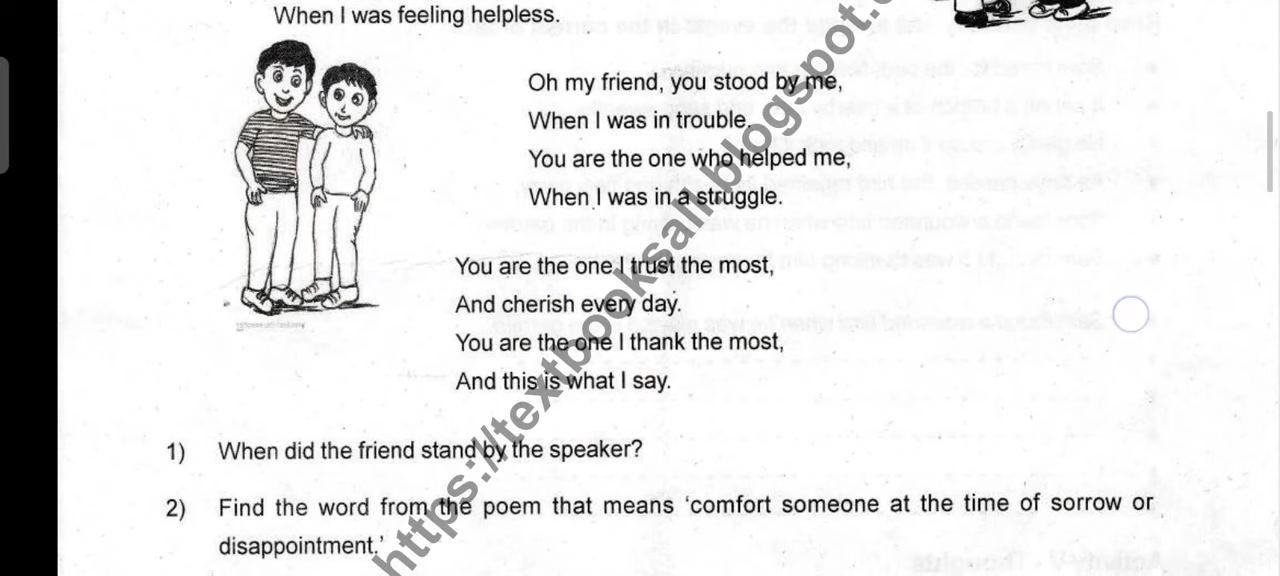 When I was feeling helpless.
Oh my friend, you stood by me,
When I was in trouble.
You are the one who helped me,
When I was in a struggle.
You are the one I trust the most,
And cherish every day.
You are the one I thank the most,
And this is what I say.
1) When did the friend stand by the speaker?
2) Find the word from the poem that means ‘comfort someone at the time of sorrow or
disappointment.’
https://textbooksall.blogspot.